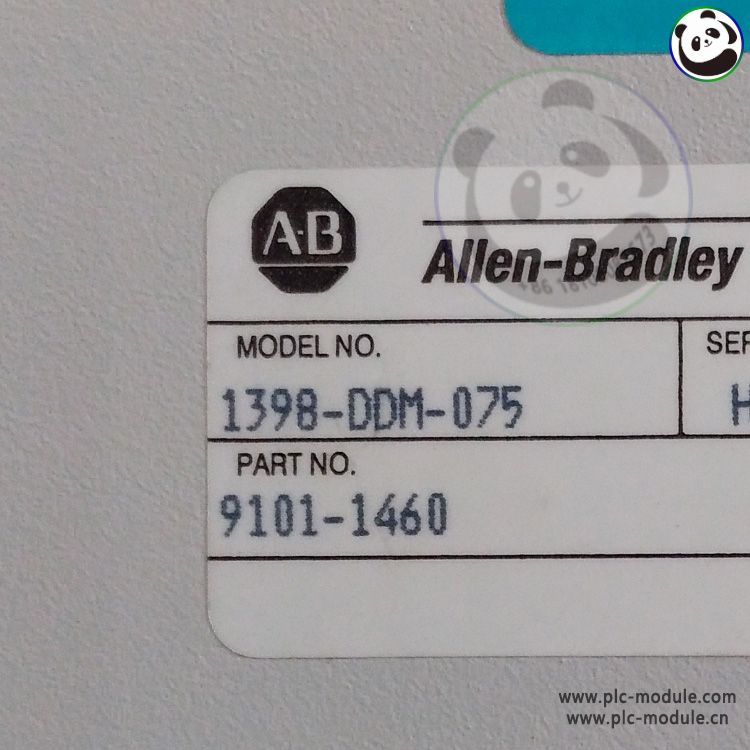 A-B
Allen-Bradley
MODEL NO.
SER
1398-DDM-075
H
PART NO.
9101-1460
www.plc-module.com
www.plc-module.cn